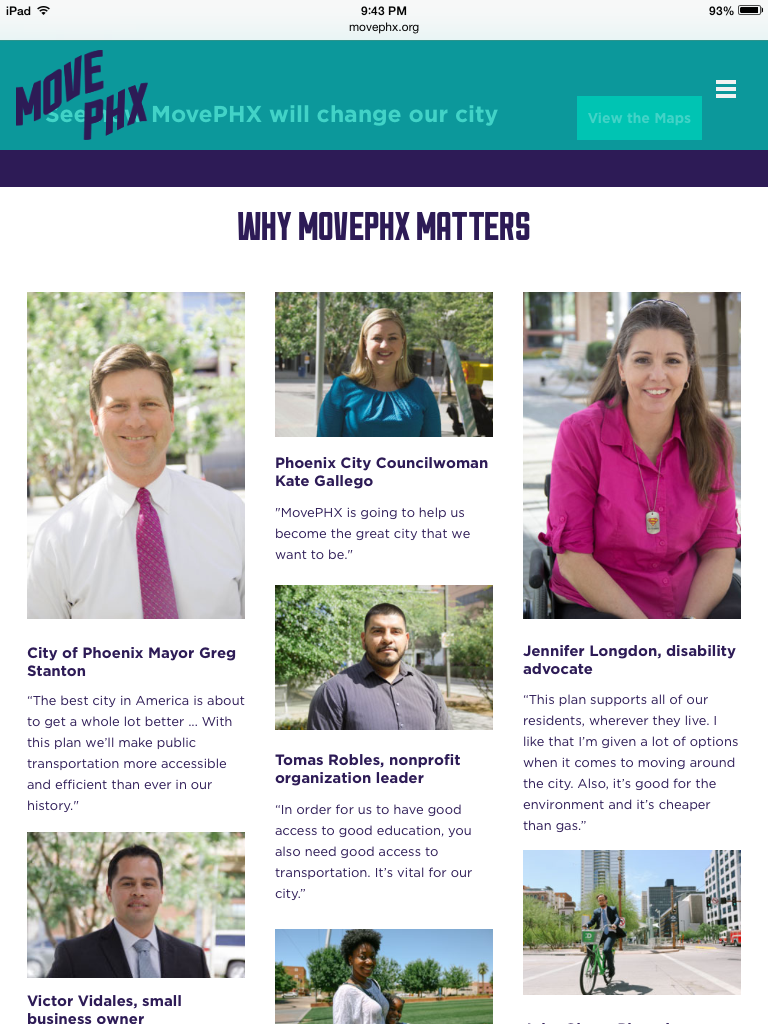 iPad 9:43 PM 93%
movephx.org
MOVE
PHX
See MovePHX will change our city
View the Maps
WHY MOVEPHX MATTERS
City of Phoenix Mayor Greg
Stanton
“The best city in America is about
to get a whole lot better ... With
this plan we’ll make public
transportation more accessible
and efficient than ever in our
history.”
Victor Vidales, small
business owner
Phoenix City Councilwoman
Kate Gallego
"MovePHX is going to help us
become the great city that we
want to be."
Tomas Robles, nonprofit
organization leader
“In order for us to have good
access to good education, you
also need good access to
transportation. It’s vital for our
city.”
Jennifer Longdon, disability
advocate
“This plan supports all of our
residents, wherever they live. I
like that I’m given a lot of options
when it comes to moving around
the city. Also, it’s good for the
environment and it’s cheaper
than gas.”